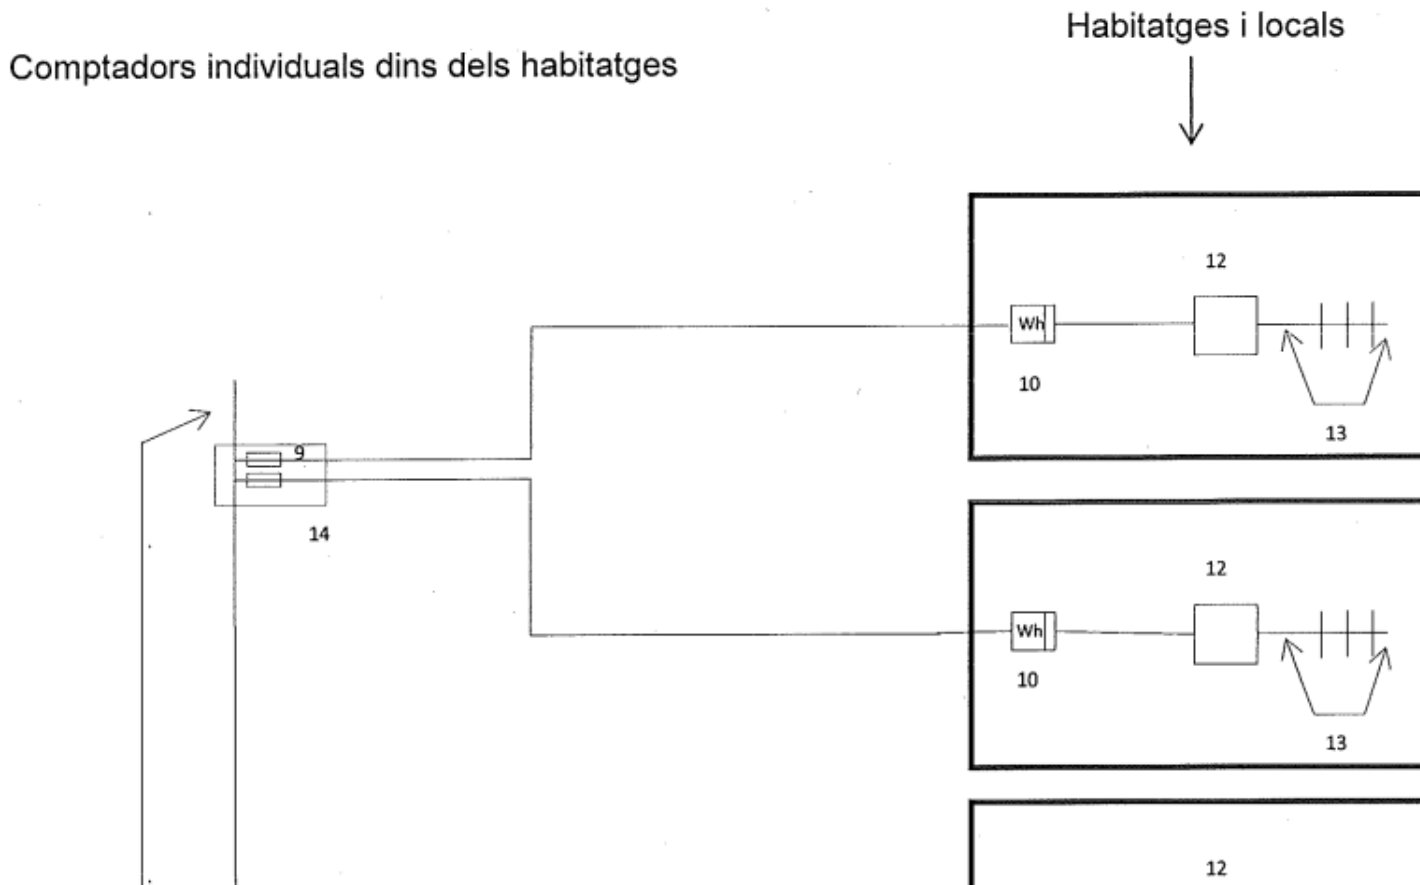 Habitatges i locals
Comptadors individuals dins dels habitatges
12
Wh
10
13
9
14
12
Wh
10
13
12